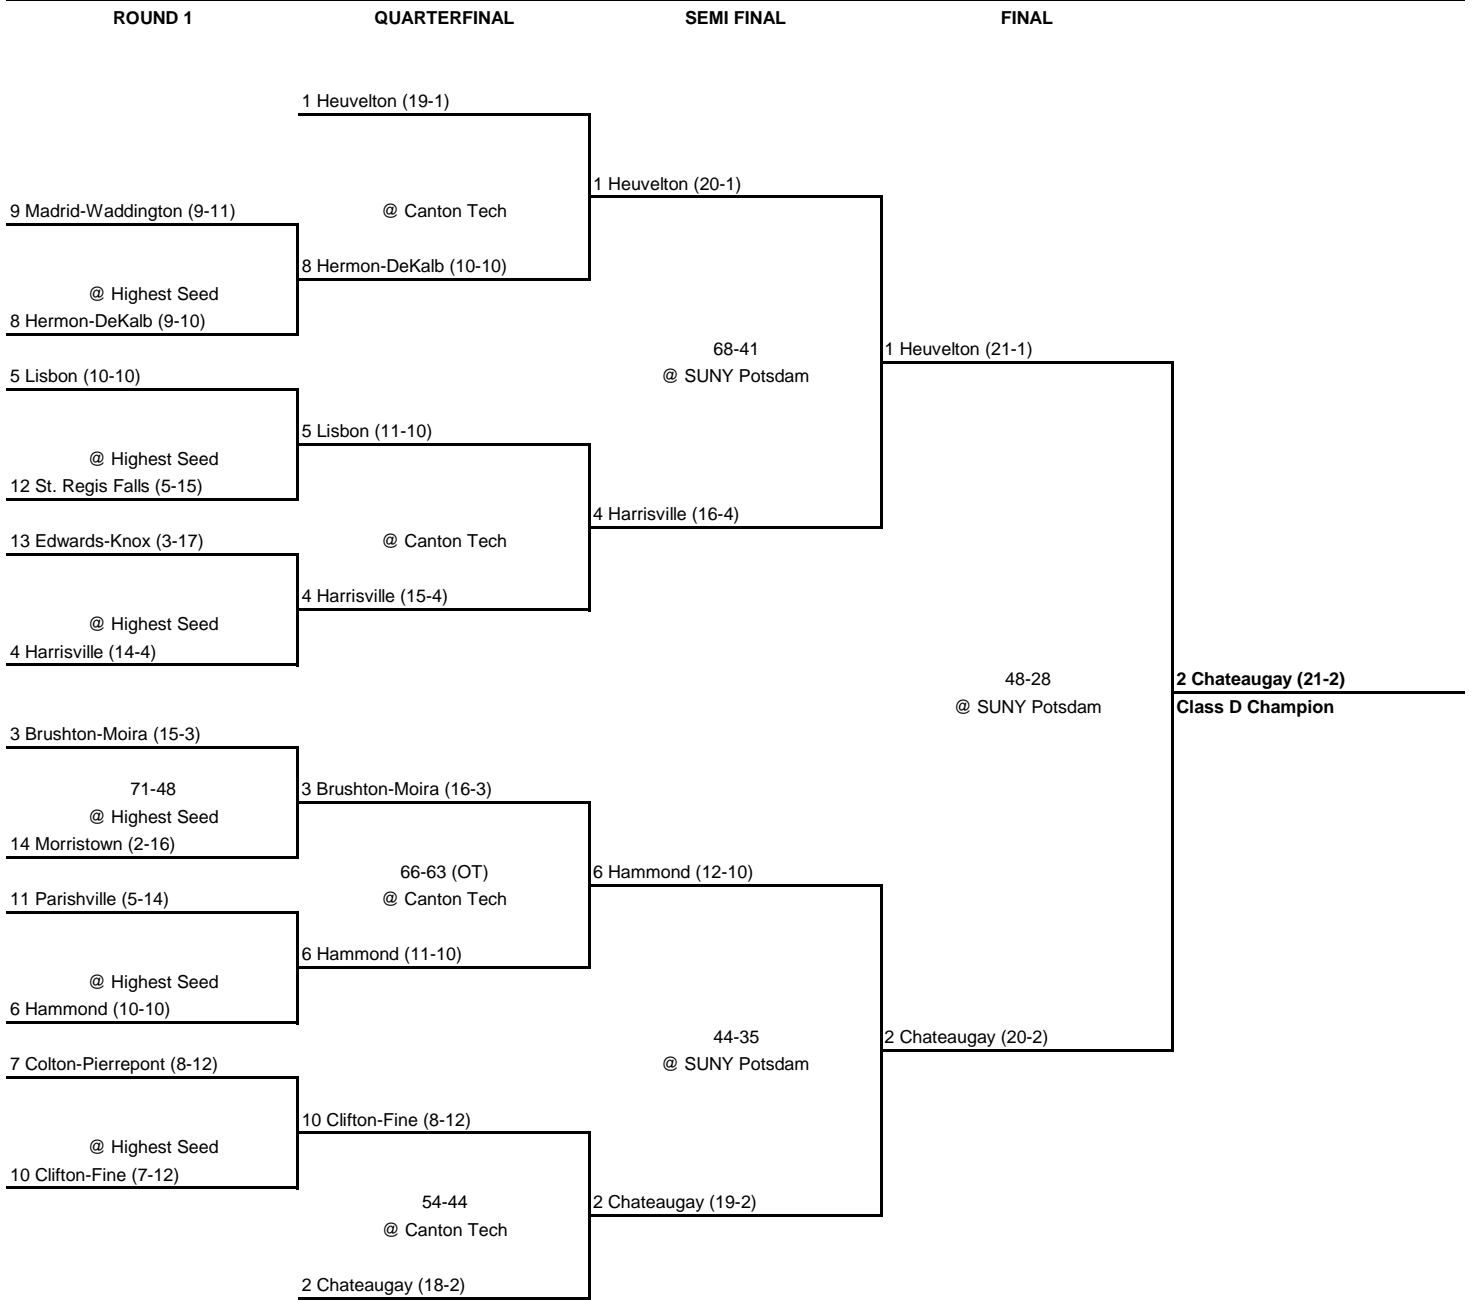 ROUND 1 QUARTERFINAL SEMI FINAL FINAL
1 Heuvelton (19-1)
1 Heuvelton (20-1)
9 Madrid-Waddington (9-11) @ Canton Tech
8 Hermon-DeKalb (10-10)
@ Highest Seed
8 Hermon-DeKalb (9-10)
68-41 1 Heuvelton (21-1)
5 Lisbon (10-10) @ SUNY Potsdam
5 Lisbon (11-10)
@ Highest Seed
12 St. Regis Falls (5-15)
4 Harrisville (16-4)
13 Edwards-Knox (3-17) @ Canton Tech
4 Harrisville (15-4)
@ Highest Seed
4 Harrisville (14-4)
48-28 2 Chateaugay (21-2)
@ SUNY Potsdam Class D Champion
3 Brushton-Moira (15-3)
71-48 3 Brushton-Moira (16-3)
@ Highest Seed
14 Morristown (2-16)
66-63 (OT) 6 Hammond (12-10)
11 Parishville (5-14) @ Canton Tech
6 Hammond (11-10)
@ Highest Seed
6 Hammond (10-10)
44-35 2 Chateaugay (20-2)
7 Colton-Pierrepont (8-12) @ SUNY Potsdam
10 Clifton-Fine (8-12)
@ Highest Seed
10 Clifton-Fine (7-12)
54-44 2 Chateaugay (19-2)
@ Canton Tech
2 Chateaugay (18-2)